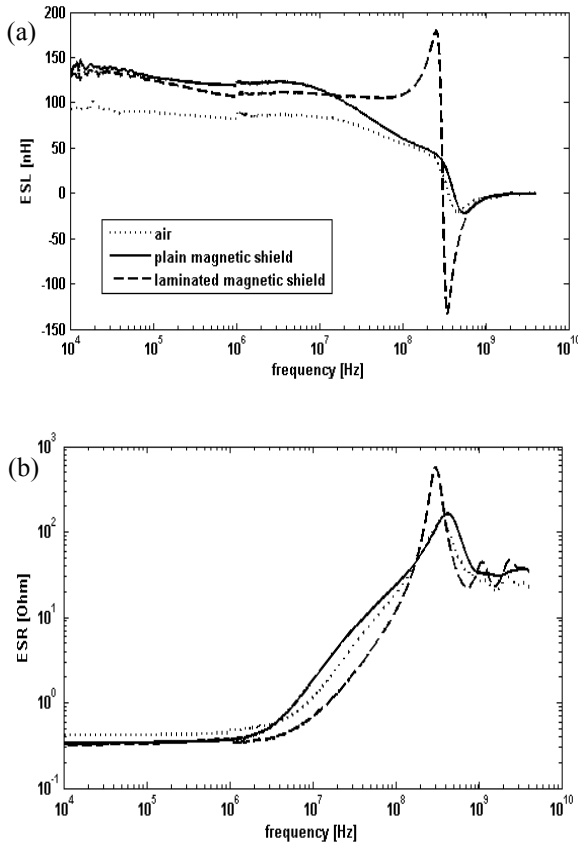 (a)
200
150
100
50
0
50
-100
-150
ESL [nH]
air
plain magnetic shield
laminated magnetic shield
10^4 10^5 10^6 10^7 10^8 10^9 10^10
frequency [Hz]
(b)
10^3
10^2
10^1
10^0
10^-1
ESR [Ohm]
10^4 10^5 10^6 10^7 10^8 10^9 10^10
frequency [Hz]